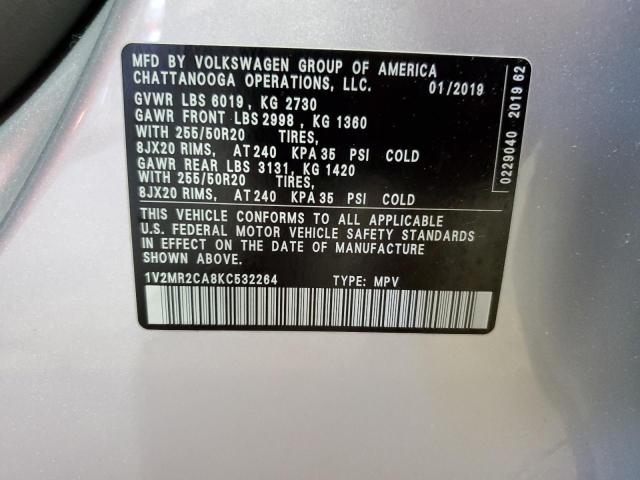 MFD BY VOLKSWAGEN GROUP OF AMERICA
CHATTANOOGA OPERATIONS, LLC. 01/2019
GVWR LBS 6019 , KG 2730
GAWR FRONT LBS 2998 , KG 1360
WITH 255/50R20 TIRES,
8JX20 RIMS, AT 240 KPA 35 PSI COLD
GAWR REAR LBS 3131, KG 1420
WITH 255/50R20 TIRES,
8JX20 RIMS, AT 240 KPA 35 PSI COLD
THIS VEHICLE CONFORMS TO ALL APPLICABLE
U.S. FEDERAL MOTOR VEHICLE SAFETY STANDARDS
IN EFFECT ON THE DATE OF MANUFACTURE
SHOWN ABOVE.
1V2MR2CA8KC532264 TYPE: MPV
0229040 2019 62